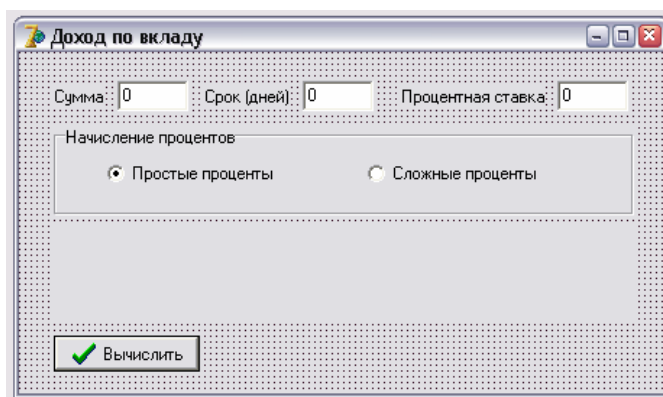 Доход по вкладу
Сумма: 0 Срок (дней): 0 Процентная ставка: 0
Начисление процентов
Простые проценты Сложные проценты
Вычислить